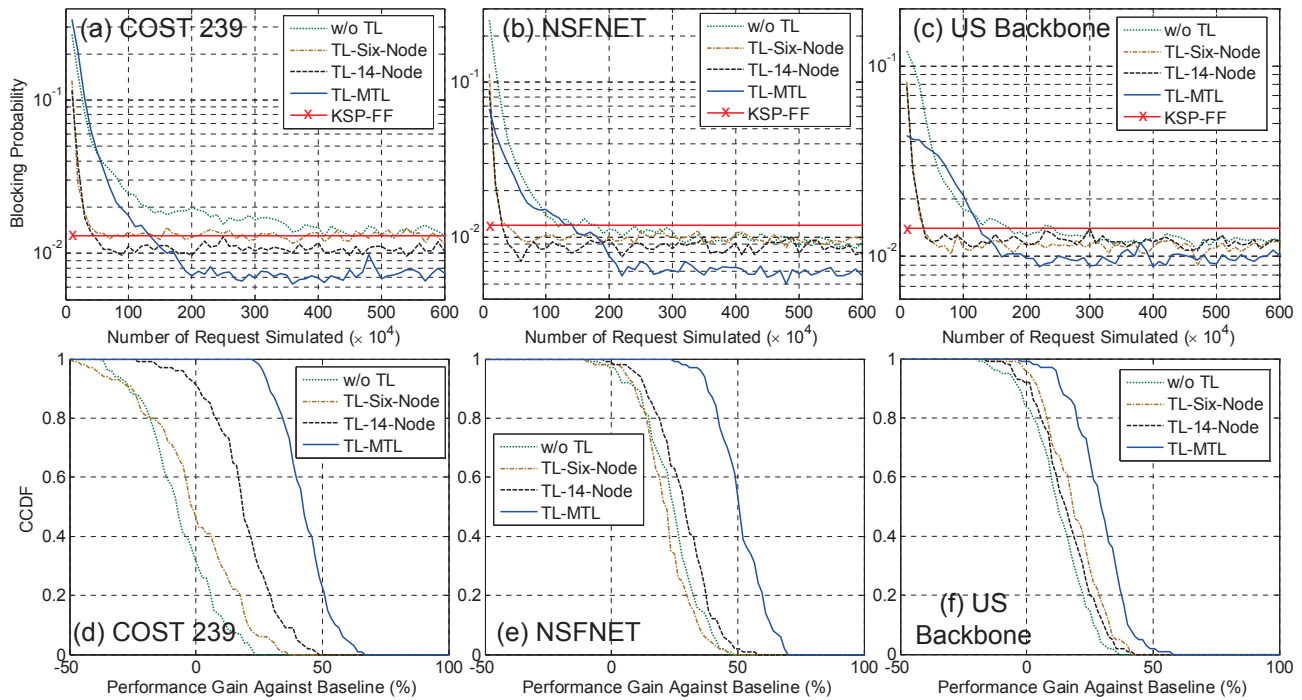 (a) COST 239
w/o TL
TL-Six-Node
TL-14-Node
TL-MTL
KSP-FF
10^-1
10^-2
Blocking Probability
0 100 200 300 400 500 600
Number of Request Simulated (× 10^4)
(b) NSFNET
w/o TL
TL-Six-Node
TL-14-Node
TL-MTL
KSP-FF
10^-1
10^-2
0 100 200 300 400 500 600
Number of Request Simulated (× 10^4)
(c) US Backbone
w/o TL
TL-Six-Node
TL-14-Node
TL-MTL
KSP-FF
10^-1
10^-2
0 100 200 300 400 500 600
Number of Request Simulated (× 10^4)
w/o TL
TL-Six-Node
TL-14-Node
TL-MTL
1
0.8
0.6
0.4
0.2
0
CCDF
(d) COST 239
-50 0 50 100
Performance Gain Against Baseline (%)
w/o TL
TL-Six-Node
TL-14-Node
TL-MTL
1
0.8
0.6
0.4
0.2
0
(e) NSFNET
-50 0 50 100
Performance Gain Against Baseline (%)
w/o TL
TL-Six-Node
TL-14-Node
TL-MTL
1
0.8
0.6
0.4
0.2
0
(f) US
Backbone
-50 0 50 100
Performance Gain Against Baseline (%)